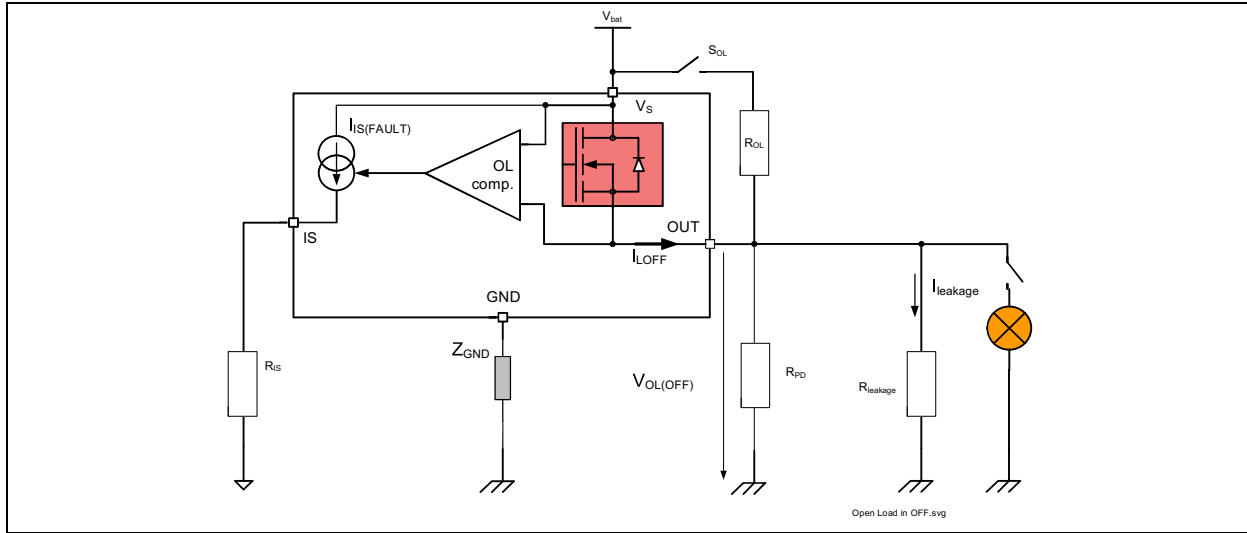 Vbat
SOL
VS
IIS(FAULT)
ROL
OL
comp.
OUT
IS
ILOFF
Ileakage
GND
ZGND
RIS
VOL(OFF)
RPD
Rleakage
Open Load in OFF.svg